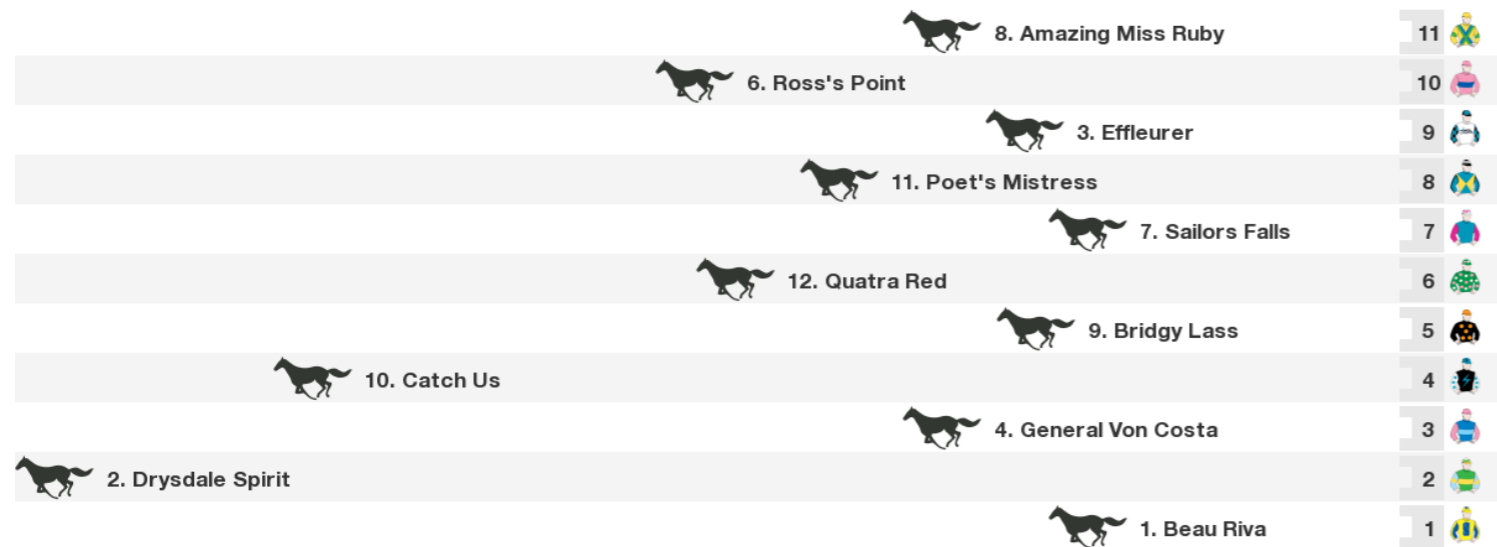 8. Amazing Miss Ruby 11
6. Ross's Point 10
3. Effleurer 9
11. Poet's Mistress 8
7. Sailors Falls 7
12. Quatra Red 6
9. Bridgy Lass 5
10. Catch Us 4
4. General Von Costa 3
2. Drysdale Spirit 2
1. Beau Riva 1